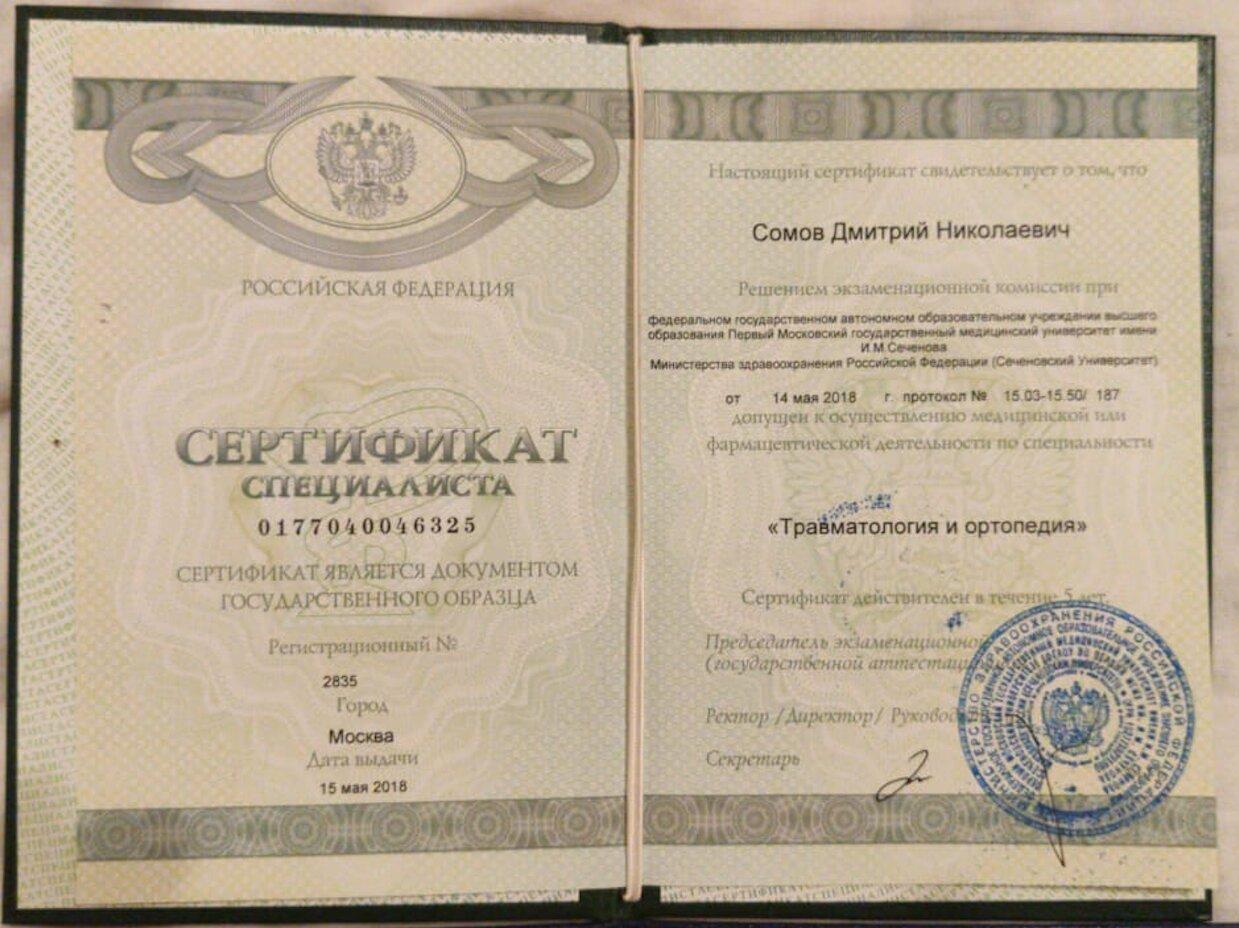 РОССИЙСКАЯ ФЕДЕРАЦИЯ
СЕРТИФИКАТ
СПЕЦИАЛИСТА
0177040046325
СЕРТИФИКАТ ЯВЛЯЕТСЯ ДОКУМЕНТОМ
ГОСУДАРСТВЕННОГО ОБРАЗЦА
Регистрационный №
2835
Город
Москва
Дата выдачи
15 мая 2018
Настоящий сертификат свидетельствует о том, что
Сомов Дмитрий Николаевич
Решением экзаменационной комиссии при
федеральном государственном автономном образовательном учреждении высшего
образования Первый Московский государственный медицинский университет имени
И.М.Сеченова
Министерства здравоохранения Российской Федерации (Сеченовский Университет)
от 14 мая 2018 г. протокол № 15.03-15.50/ 187
допущен к осуществлению медицинской или
фармацевтической деятельности по специальности
«Травматология и ортопедия»
Сертификат действителен в течение 5 лет.
Председатель экзаменационной
(государственной
Ректор /Директор/
Секретарь
МИНИСТЕРСТВО ЗДРАВООХРАНЕНИЯ РОССИЙСКОЙ ФЕДЕРАЦИИ